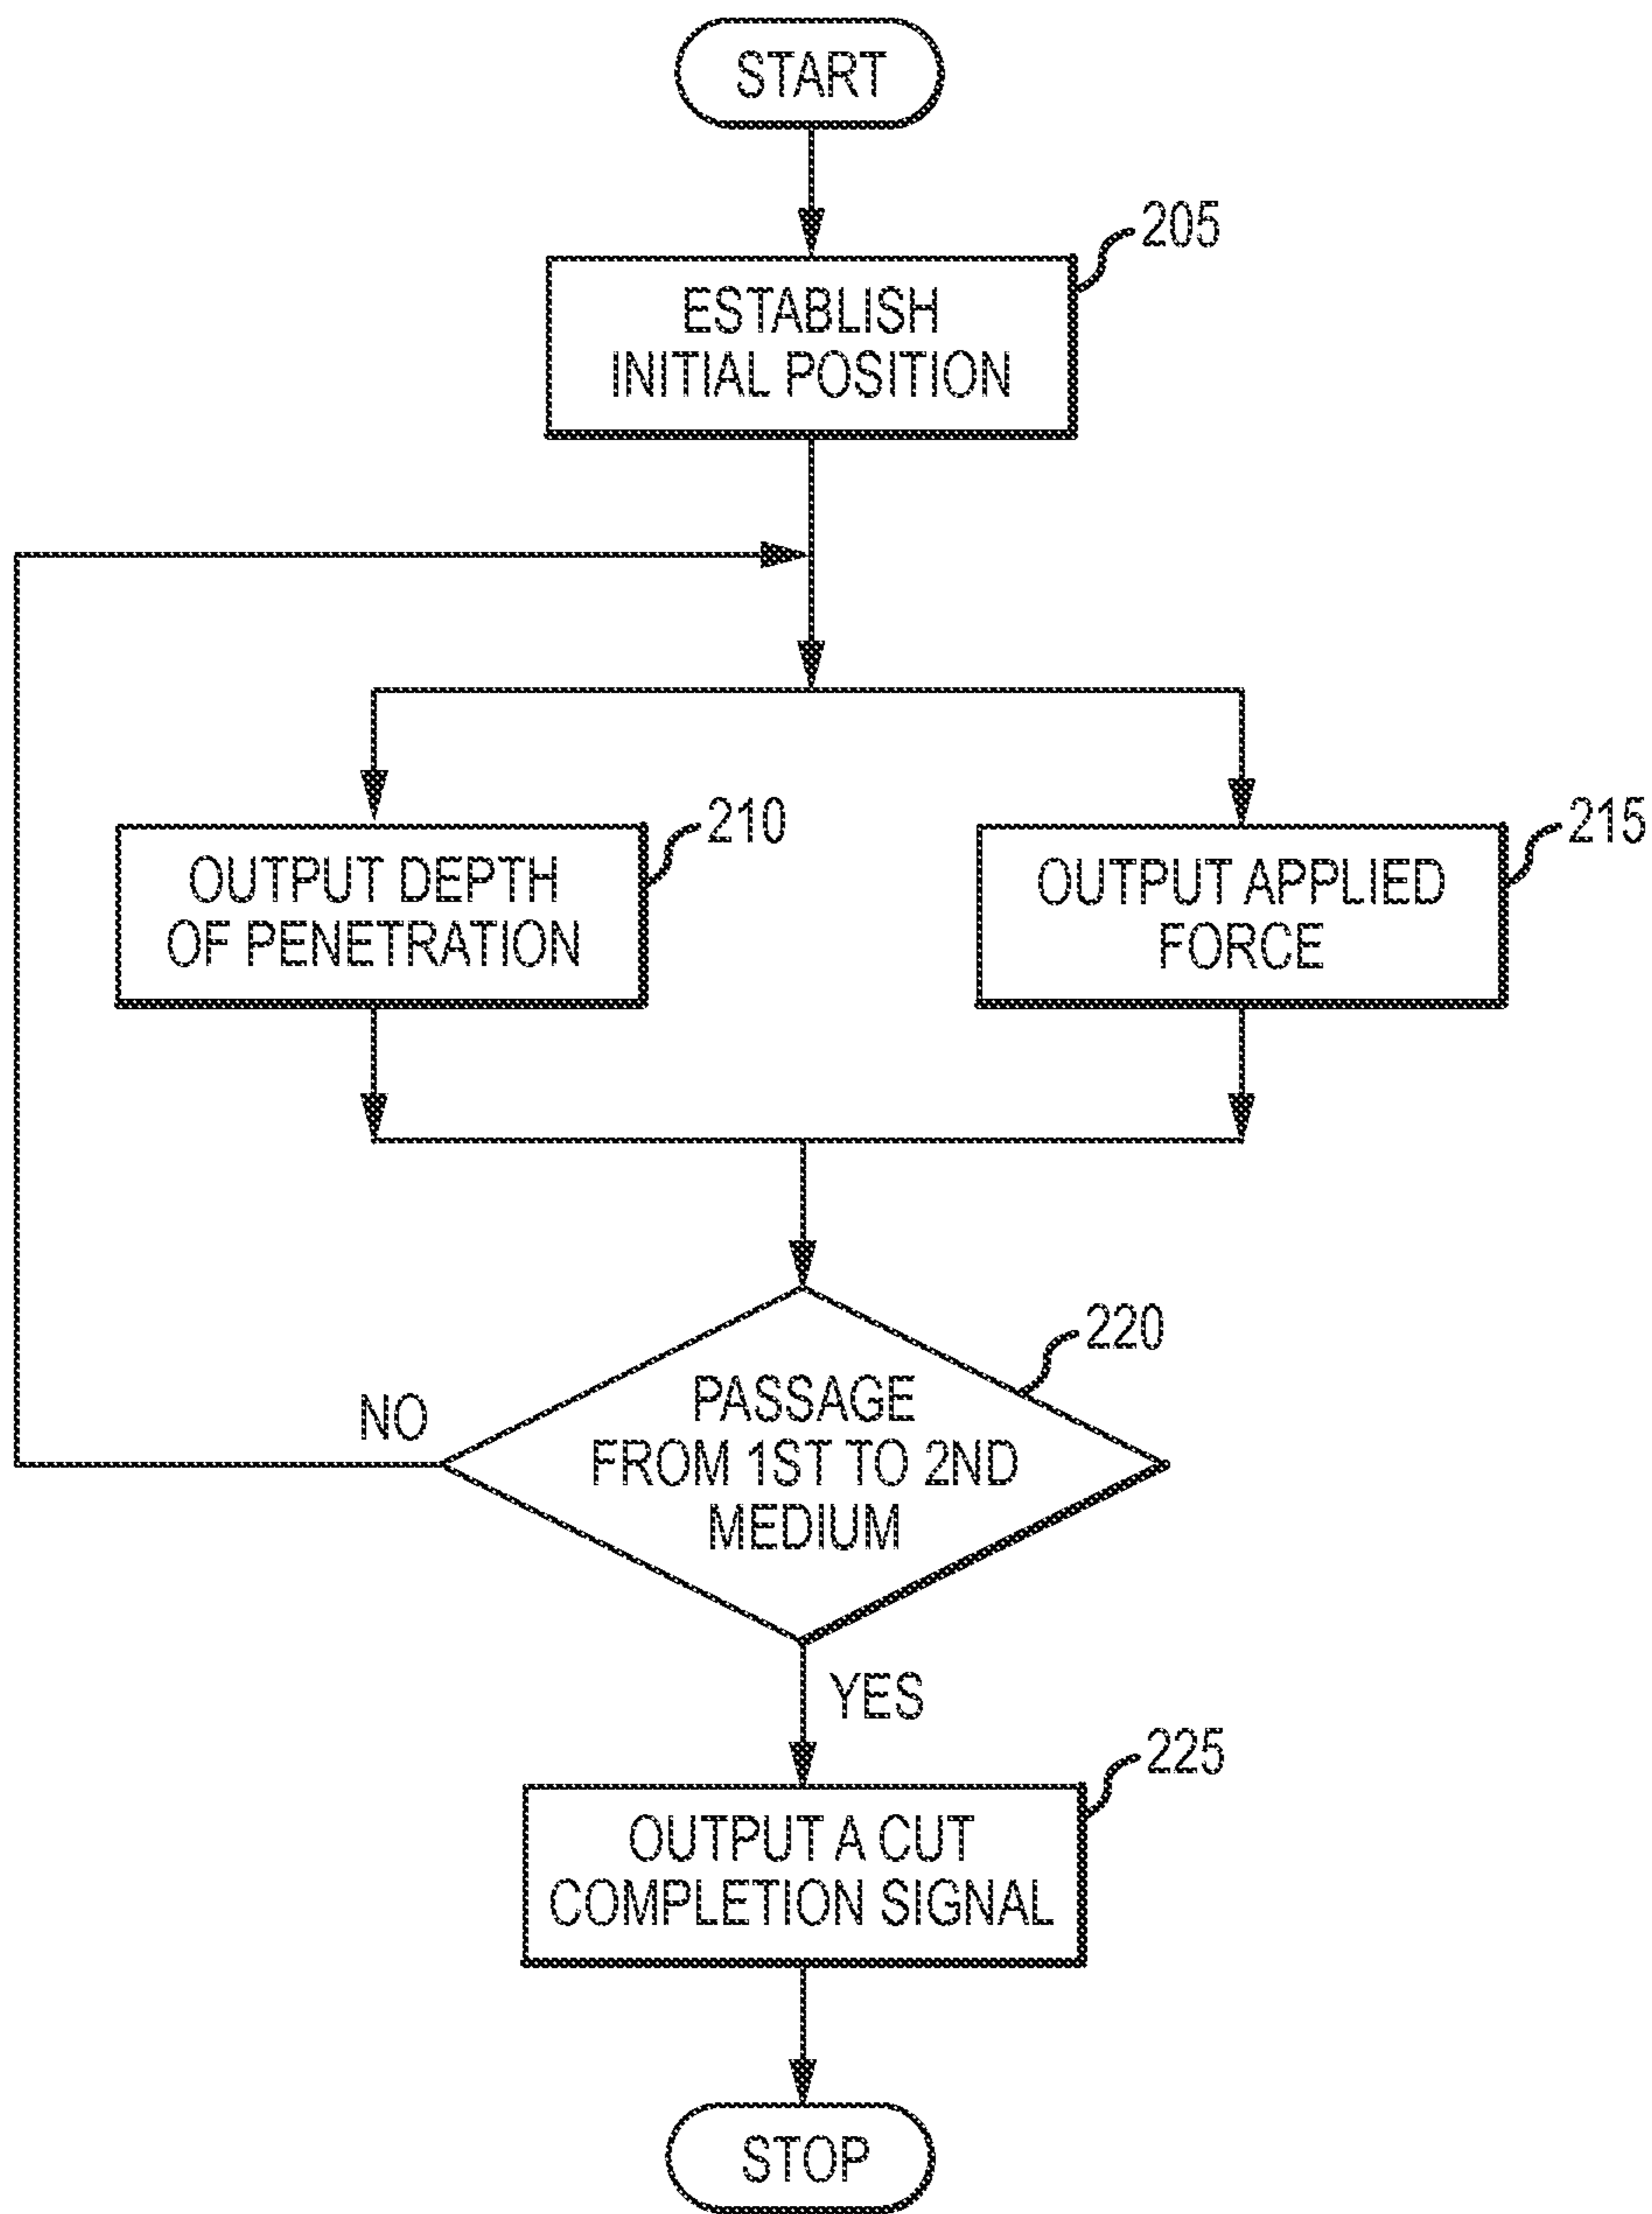 START
205
ESTABLISH
INITIAL POSITION
210
OUTPUT DEPTH
OF PENETRATION
215
OUTPUT APPLIED
FORCE
220
PASSAGE
FROM 1ST TO 2ND
MEDIUM
NO
YES
225
OUTPUT A CUT
COMPLETION SIGNAL
STOP